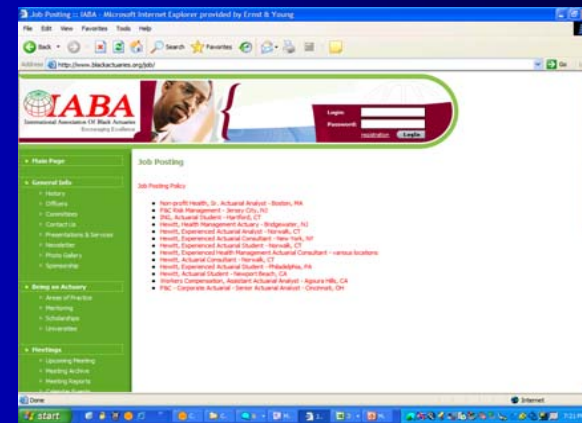 Job Posting :: IABA - Microsoft Internet Explorer provided by Ernst & Young
File Edit View Favorites Tools Help
Back Search Favorites
Address http://www.blackactuaries.org/job/ Go
IABA
International Association Of Black Actuaries
Encouraging Excellence
Login:
Password:
registration Login
Main Page
General Info
History
Officers
Committees
Contact Us
Presentations & Services
Newsletter
Photo Gallery
Sponsorship
Being an Actuary
Areas of Practice
Mentoring
Scholarships
Universities
Meetings
Upcoming Meeting
Meeting Archive
Meeting Reports
Calendar Events
Job Posting
Job Posting Policy
Non-profit Health, Sr. Actuarial Analyst - Boston, MA
P&C Risk Management - Jersey City, NJ
ING, Actuarial Student - Hartford, CT
Hewitt, Health Management Actuary - Bridgewater, NJ
Hewitt, Experienced Actuarial Analyst - Norwalk, CT
Hewitt, Experienced Actuarial Consultant - New York, NY
Hewitt, Experienced Actuarial Student - Norwalk, CT
Hewitt, Experienced Health Management Actuarial Consultant - various locations
Hewitt, Actuarial Consultant - Norwalk, CT
Hewitt, Experienced Actuarial Student - Philadelphia, PA
Hewitt, Actuarial Student - Newport Beach, CA
Workers Compensation, Assistant Actuarial Analyst - Agoura Hills, CA
P&C - Corporate Actuarial - Senior Actuarial Analyst - Cincinnati, OH
Done Internet
start 7:21 PM